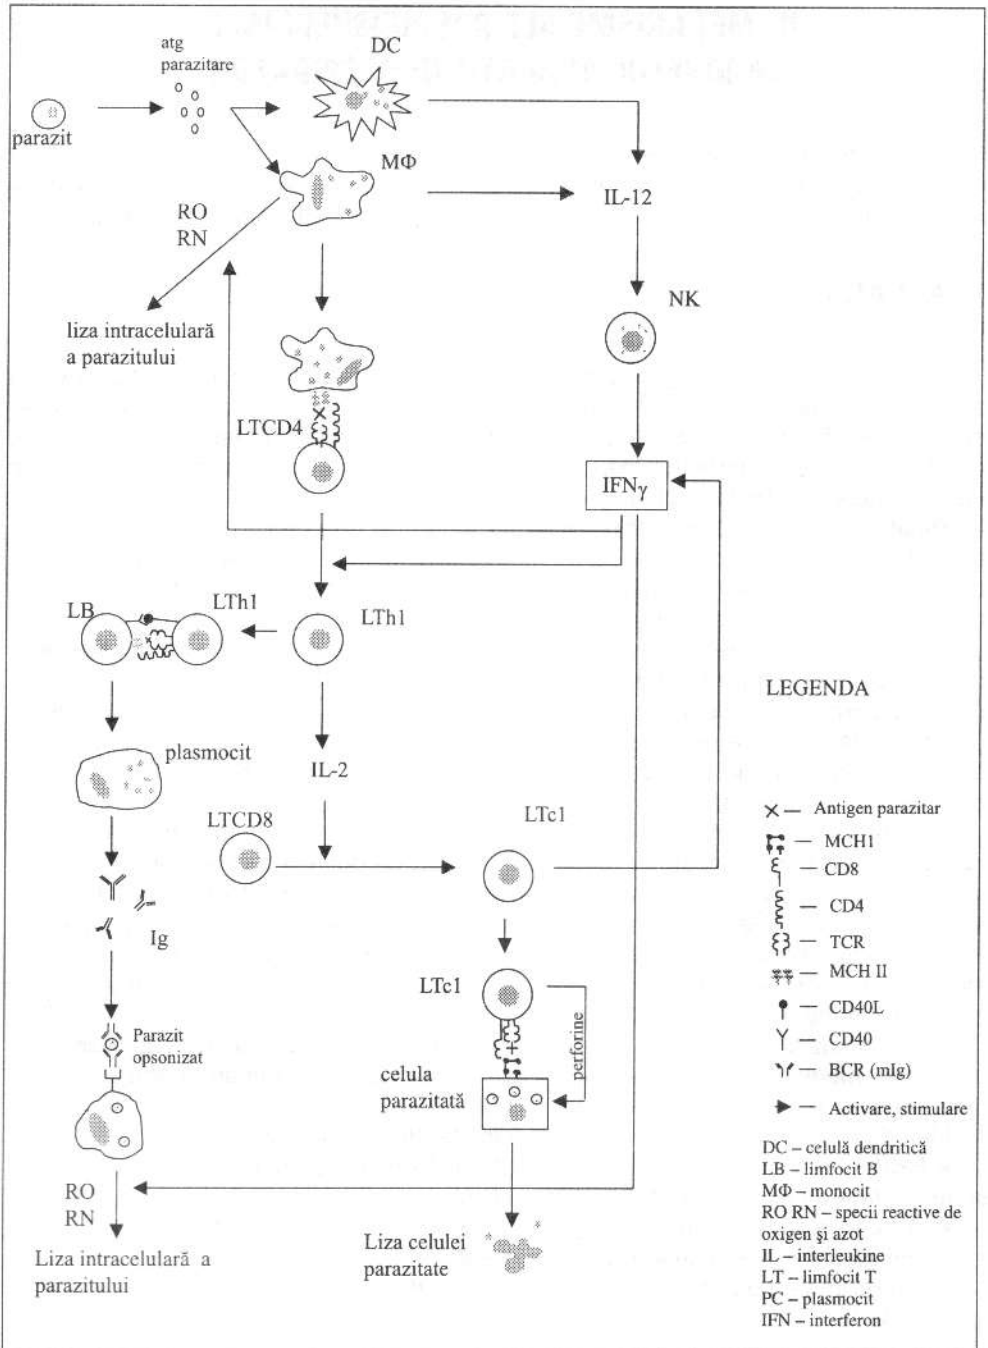 atg
parazitare
DC
parazit
MΦ
RO
RN
IL-12
liza intracelulară
a parazitului
NK
LTCD4
IFNγ
LB
LTh1
LTh1
LEGENDA
plasmocit
IL-2
LTCD8
LTc1
Ig
LTc1
Parazit
opsonizat
perforine
celula
parazitată
RO
RN
Liza intracelulară a
parazitului
Liza celulei
parazitate
Antigen parazitar
MCH1
CD8
CD4
TCR
MCH II
CD40L
CD40
BCR (mIg)
Activare, stimulare
DC – celulă dendritică
LB – limfocit B
MΦ – monocit
RO RN – specii reactive de
oxigen şi azot
IL – interleukine
LT – limfocit T
PC – plasmocit
IFN – interferon